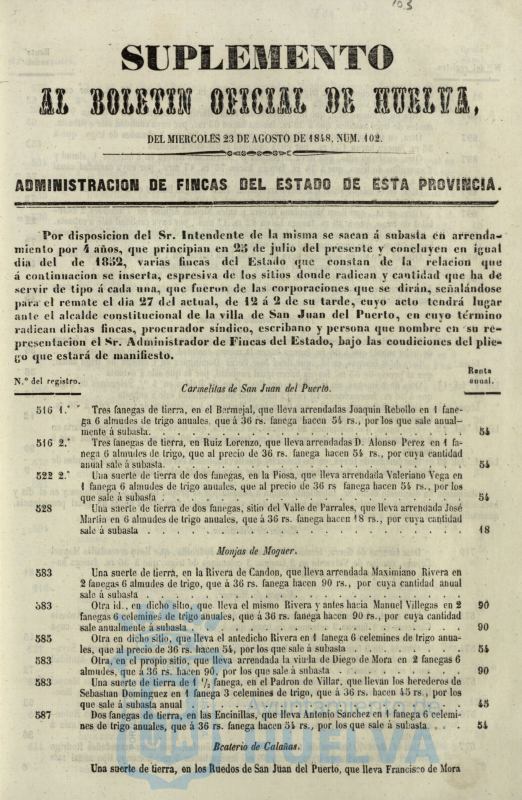 103
SUPLEMENTO
AL BOLETIN OFICIAL DE HUELVA,
DEL MIERCOLES 23 DE AGOSTO DE 1848, NUM. 102.
ADMINISTRACION DE FINCAS DEL ESTADO DE ESTA PROVINCIA.
Por disposicion del Sr. Intendente de la misma se sacan á subasta en arrenda-
miento por 4 años, que principian en 25 de julio del presente y concluyen en igual
dia del de 1852, varias fincas del Estado que constan de la relacion que
á continuacion se inserta, espresiva de los sitios donde radican y cantidad que ha de
servir de tipo á cada una, que fueron de las corporaciones que se dirán, señalándose
para el remate el dia 27 del actual, de 12 á 2 de su tarde, cuyo acto tendrá lugar
ante el alcalde constitucional de la villa de San Juan del Puerto, en cuyo término
radican dichas fincas, procurador síndico, escribano y persona que nombre en su re-
presentacion el Sr. Administrador de Fincas del Estado, bajo las condiciones del plie-
go que estará de manifiesto.
N.º del registro. Renta anual.
Carmelitas de San Juan del Puerto.
516 1.º Tres fanegas de tierra, en el Bermejal, que lleva arrendadas Joaquin Rebollo en 1 fane-
ga 6 almudes de trigo anuales, que á 36 rs. fanega hacen 54 rs., por los que sale anual-
mente á subasta. 54
516 2.º Tres fanegas de tierra, en Ruiz Lorenzo, que lleva arrendadas D. Alonso Perez en 1 fa-
nega 6 almudes de trigo, que al precio de 36 rs. fanega hacen 54 rs., por cuya cantidad
anual sale á subasta. 54
522 2.º Una suerte de tierra de dos fanegas, en la Piosa, que lleva arrendada Valeriano Vega en
1 fanega 6 almudes de trigo anuales, que al precio de 36 rs fanega hacen 54 rs., por los
que sale á subasta 54
528 Una suerte de tierra de dos fanegas, sitio del Valle de Parrales, que lleva arrendada José
Martin en 6 almudes de trigo anuales, que á 36 rs. fanega hacen 18 rs., por cuya cantidad
sale á subasta 18
Monjas de Moguer.
583 Una suerte de tierra, en la Rivera de Candon, que lleva arrendada Maximiano Rivera en
2 fanegas 6 almudes de trigo, que á 36 rs. fanega hacen 90 rs., por cuya cantidad anual
sale á subasta 90
583 Otra id., en dicho sitio, que lleva el mismo Rivera y antes hacia Manuel Villegas en 2
fanegas 6 celemines de trigo anuales, que á 36 rs. fanega hacen 90 rs., por cuya cantidad
sale anualmente á subasta. 90
585 Otra en dicho sitio, que lleva el antedicho Rivera en 1 fanega 6 celemines de trigo anua-
les, que al precio de 36 rs. hacen 54, por los que sale á subasta 54
583 Otra, en el propio sitio, que lleva arrendada la viuda de Diego de Mora en 2 fanegas 6
almudes, que á 36 rs. hacen 90, por los que sale á subasta 90
583 Una suerte de tierra de 1 1/2 fanega, en el Padron de Villar, que llevan los herederos de
Sebastian Dominguez en 1 fanega 3 celemines de trigo, que á 36 rs. hacen 45 rs., por los
que sale á subasta anual 45
587 Dos fanegas de tierra, en las Encinillas, que lleva Antonio Sanchez en 1 fanega 6 celemi-
nes de trigo anuales, que á 36 rs. fanega hacen 54 rs., por los que sale á subasta 54
Beaterio de Calañas.
Una suerte de tierra, en los Ruedos de San Juan del Puerto, que lleva Francisco de Mora
Ayuntamiento de
HUELVA